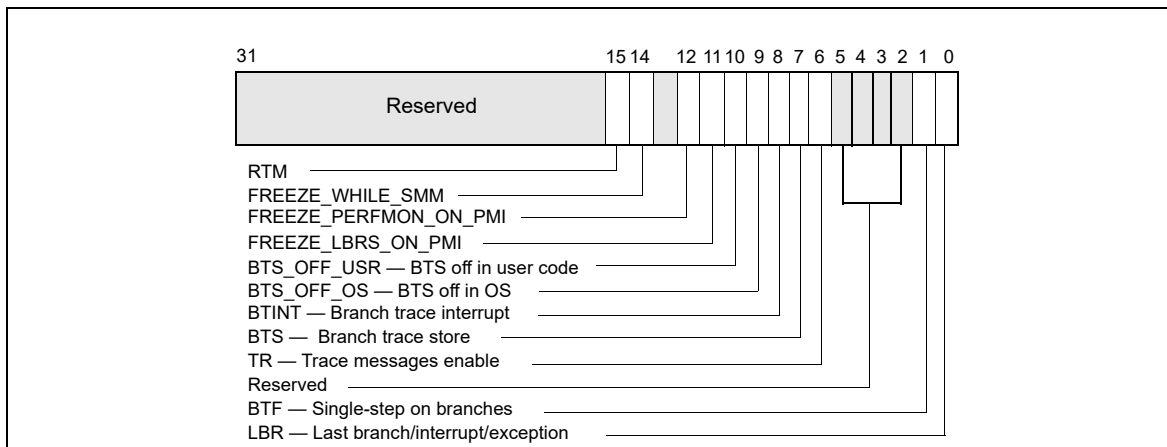 31 15 14 12 11 10 9 8 7 6 5 4 3 2 1 0
Reserved
RTM
FREEZE_WHILE_SMM
FREEZE_PERFMON_ON_PMI
FREEZE_LBRS_ON_PMI
BTS_OFF_USR — BTS off in user code
BTS_OFF_OS — BTS off in OS
BTINT — Branch trace interrupt
BTS — Branch trace store
TR — Trace messages enable
Reserved
BTF — Single-step on branches
LBR — Last branch/interrupt/exception